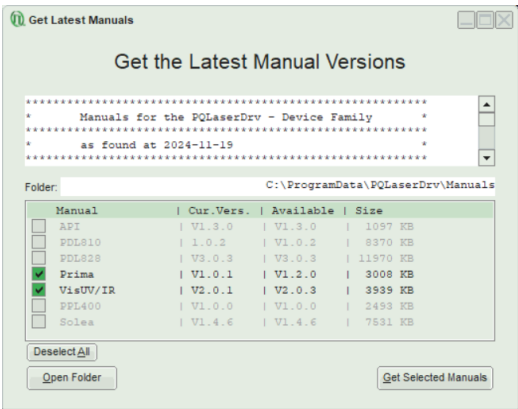 Get Latest Manuals
Get the Latest Manual Versions
**********************************************************
* Manuals for the PQLaserDrv - Device Family *
**********************************************************
* as found at 2024-11-19 *
**********************************************************
Folder: C:\ProgramData\PQLaserDrv\Manuals
Manual | Cur.Vers. | Available | Size
API | V1.3.0 | V1.3.0 | 1097 KB
PDL810 | 1.0.2 | V1.0.2 | 8370 KB
PDL828 | V3.0.3 | V3.0.3 | 11970 KB
Prima | V1.0.1 | V1.2.0 | 3008 KB
VisUV/IR | V2.0.1 | V2.0.3 | 3939 KB
PPL400 | V1.0.0 | V1.0.0 | 2493 KB
Solea | V1.4.6 | V1.4.6 | 7531 KB
Deselect All
Open Folder
Get Selected Manuals